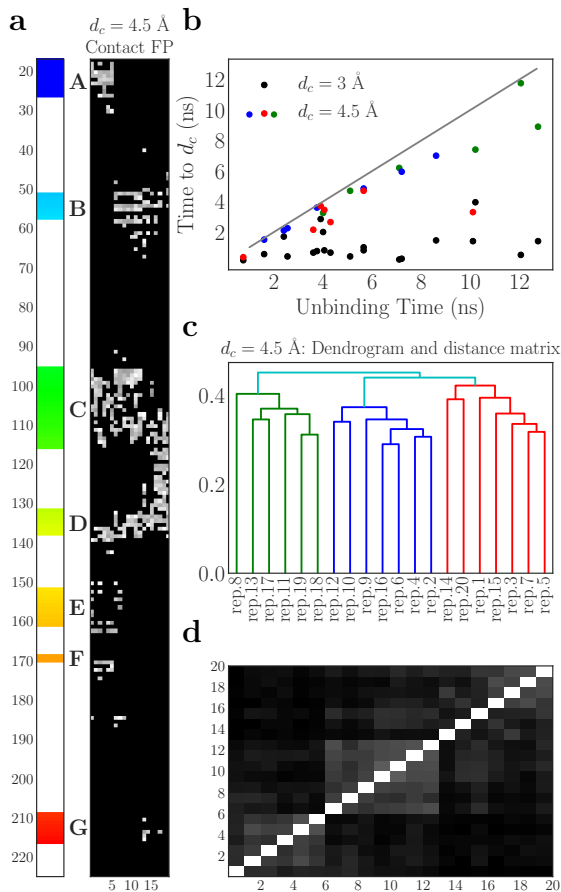 a
d_c = 4.5 Å
Contact FP
20
30
40
50
60
70
80
90
100
110
120
130
140
150
160
170
180
190
200
210
220
A
B
C
D
E
F
G
5 10 15
b
Time to d_c (ns)
12
10
8
6
4
2
d_c = 3 Å
d_c = 4.5 Å
2 4 6 8 10 12
Unbinding Time (ns)
c
d_c = 4.5 Å: Dendrogram and distance matrix
0.4
0.2
0.0
rep.8
rep.13
rep.17
rep.11
rep.19
rep.18
rep.12
rep.10
rep.9
rep.16
rep.6
rep.4
rep.2
rep.14
rep.20
rep.1
rep.15
rep.3
rep.7
rep.5
d
20
18
16
14
12
10
8
6
4
2
2 4 6 8 10 12 14 16 18 20